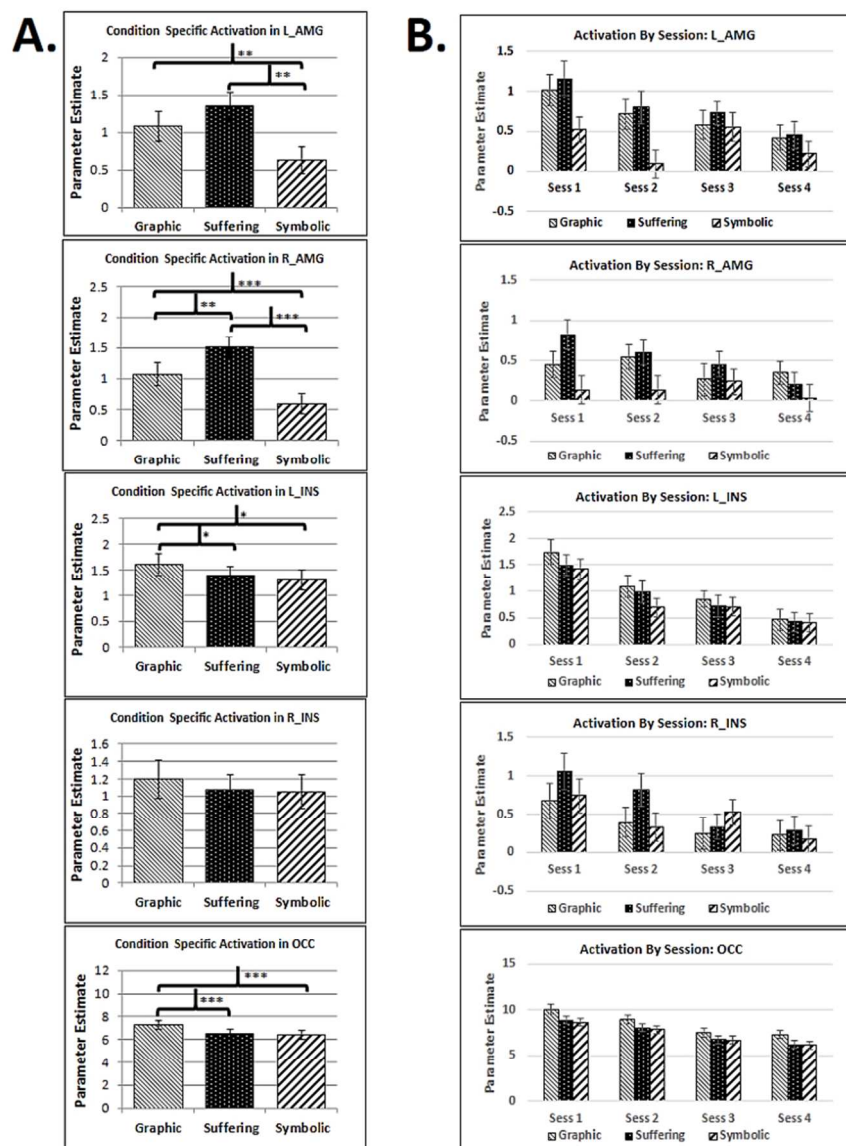 A.
Condition Specific Activation in L_AMG
Parameter Estimate
2
1.5
1
0.5
0
**
**
Graphic Suffering Symbolic
Condition Specific Activation in R_AMG
Parameter Estimate
2.5
2
1.5
1
0.5
0
***
**
***
Graphic Suffering Symbolic
Condition Specific Activation in L_INS
Parameter Estimate
2.5
2
1.5
1
0.5
0
*
*
Graphic Suffering Symbolic
Condition Specific Activation in R_INS
Parameter Estimate
1.6
1.4
1.2
1
0.8
0.6
0.4
0.2
0
Graphic Suffering Symbolic
Condition Specific Activation in OCC
Parameter Estimate
12
10
8
6
4
2
0
***
***
Graphic Suffering Symbolic
B.
Activation By Session: L_AMG
Parameter Estimate
1.5
1
0.5
0
-0.5
Sess 1 Sess 2 Sess 3 Sess 4
Graphic Suffering Symbolic
Activation By Session: R_AMG
Parameter Estimate
1.5
1
0.5
0
-0.5
Sess 1 Sess 2 Sess 3 Sess 4
Graphic Suffering Symbolic
Activation By Session: L_INS
Parameter Estimate
2.5
2
1.5
1
0.5
0
Sess 1 Sess 2 Sess 3 Sess 4
Graphic Suffering Symbolic
Activation By Session: R_INS
Parameter Estimate
1.5
1
0.5
0
-0.5
Sess 1 Sess 2 Sess 3 Sess 4
Graphic Suffering Symbolic
Activation By Session: OCC
Parameter Estimate
15
10
5
0
Sess 1 Sess 2 Sess 3 Sess 4
Graphic Suffering Symbolic